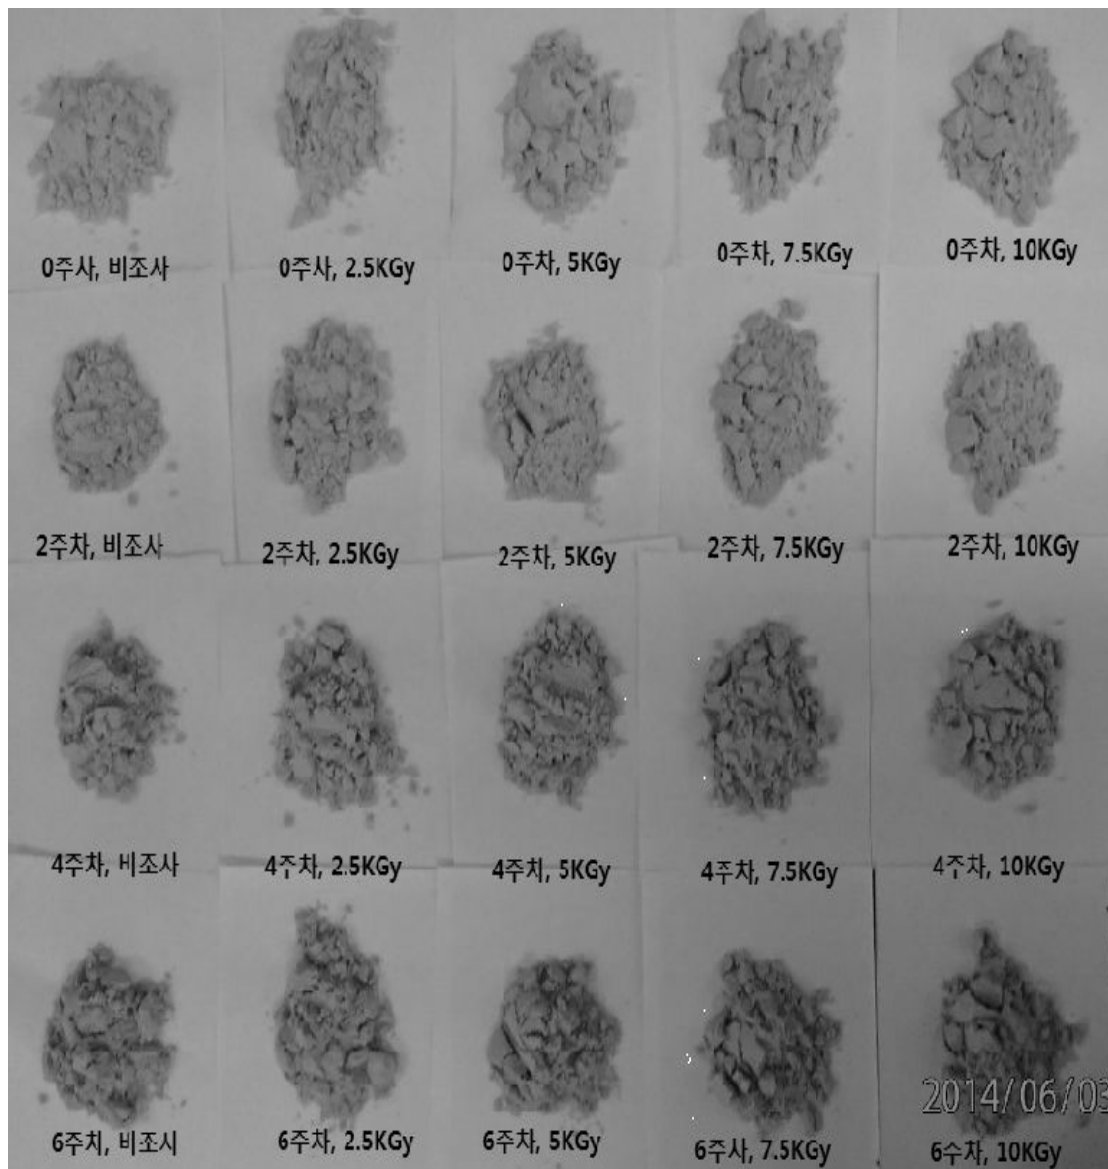 0주사, 비조사
0주사, 2.5KGy
0주차, 5KGy
0주차, 7.5KGy
0주차, 10KGy
2주차, 비조사
2주차, 2.5KGy
2주차, 5KGy
2주차, 7.5KGy
2주차, 10KGy
4주차, 비조사
4주차, 2.5KGy
4주차, 5KGy
4주차, 7.5KGy
4주차, 10KGy
6주치, 비조시
6주차, 2.5KGy
6주차, 5KGy
6주사, 7.5KGy
6수차, 10KGy
2014/06/03